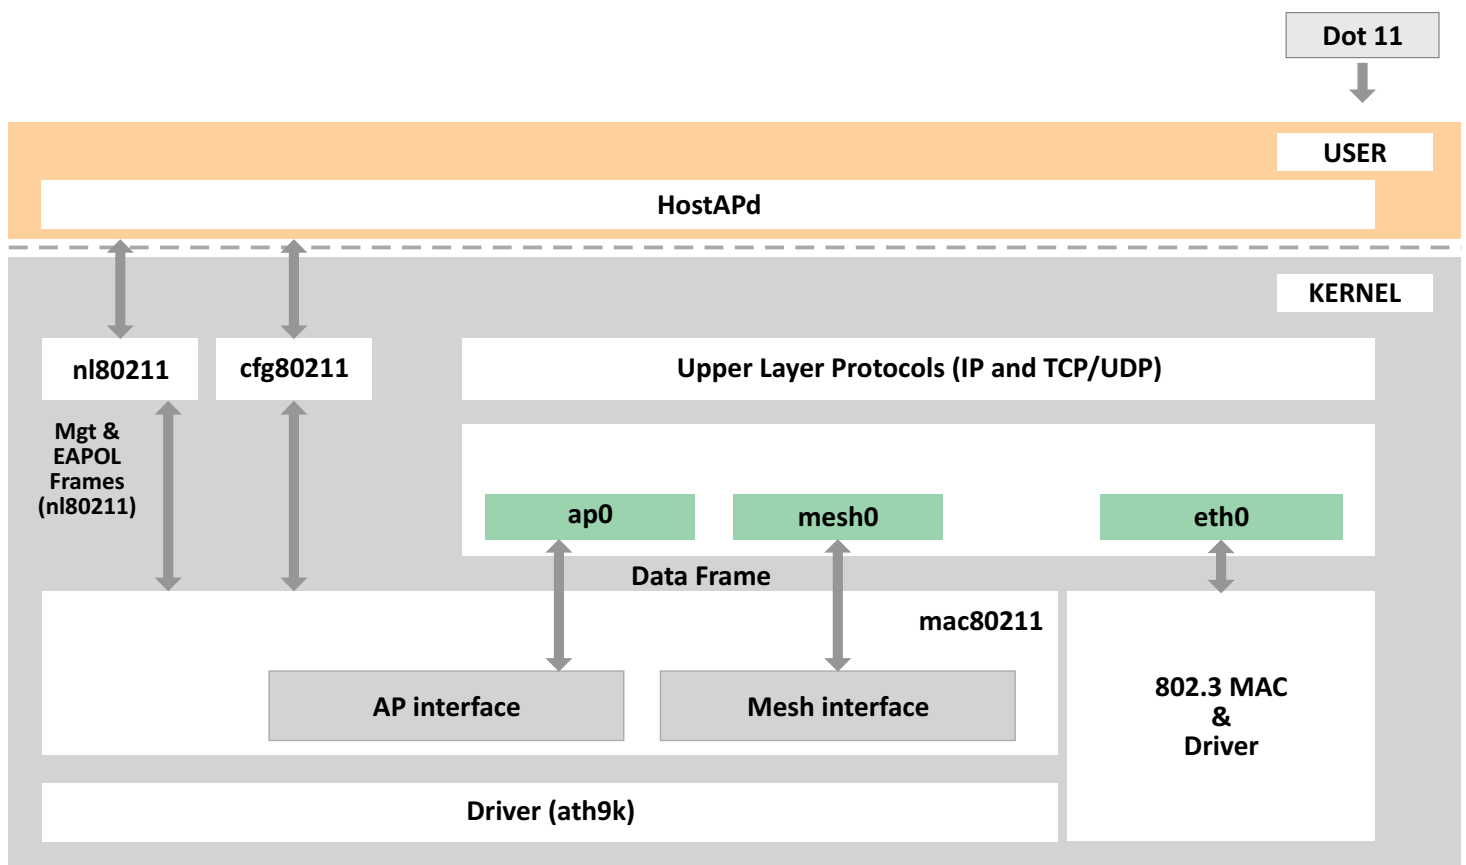 Dot 11
USER
HostAPd
KERNEL
nl80211
cfg80211
Upper Layer Protocols (IP and TCP/UDP)
Mgt &
EAPOL
Frames
(nl80211)
ap0
mesh0
eth0
Data Frame
mac80211
AP interface
Mesh interface
802.3 MAC
&
Driver
Driver (ath9k)